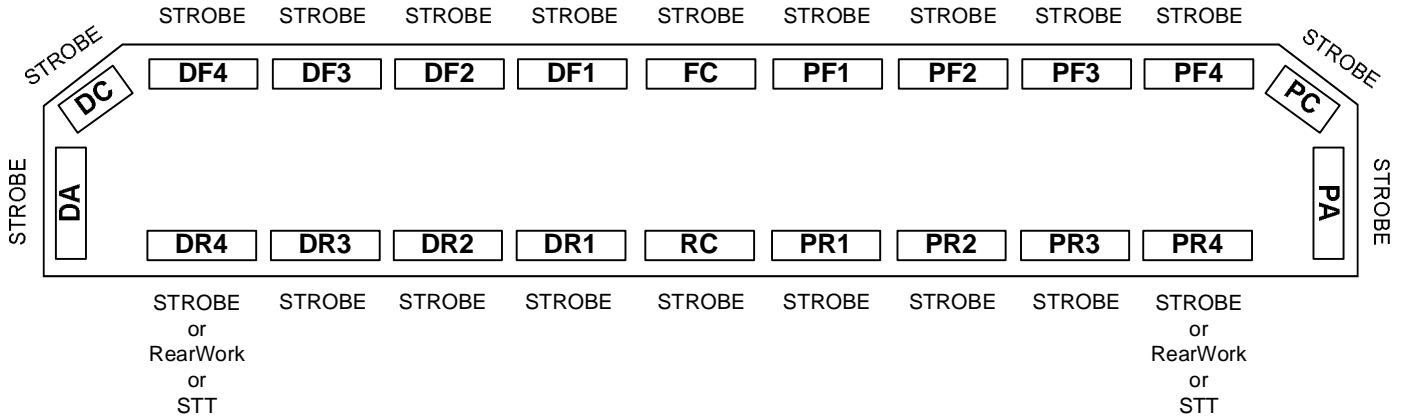 STROBE STROBE STROBE STROBE STROBE STROBE STROBE STROBE STROBE
STROBE STROBE
DC DF4 DF3 DF2 DF1 FC PF1 PF2 PF3 PF4 PC
STROBE DA PA STROBE
DR4 DR3 DR2 DR1 RC PR1 PR2 PR3 PR4
STROBE STROBE STROBE STROBE STROBE STROBE STROBE STROBE STROBE
or or
RearWork RearWork
or or
STT STT